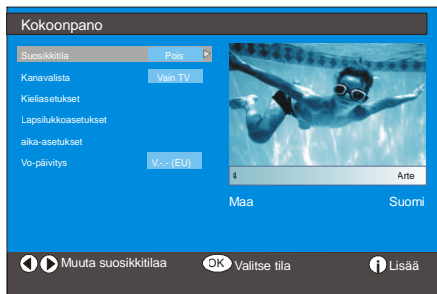 Kokoonpano
Suosikkitila Pois
Kanavalista Vain TV
Kieliasetukset
Lapsilukkoasetukset
aika-asetukset
Vo-päivitys V.-.- (EU)
4 Arte
Maa Suomi
Muuta suosikkitilaa OK Valitse tila i Lisää